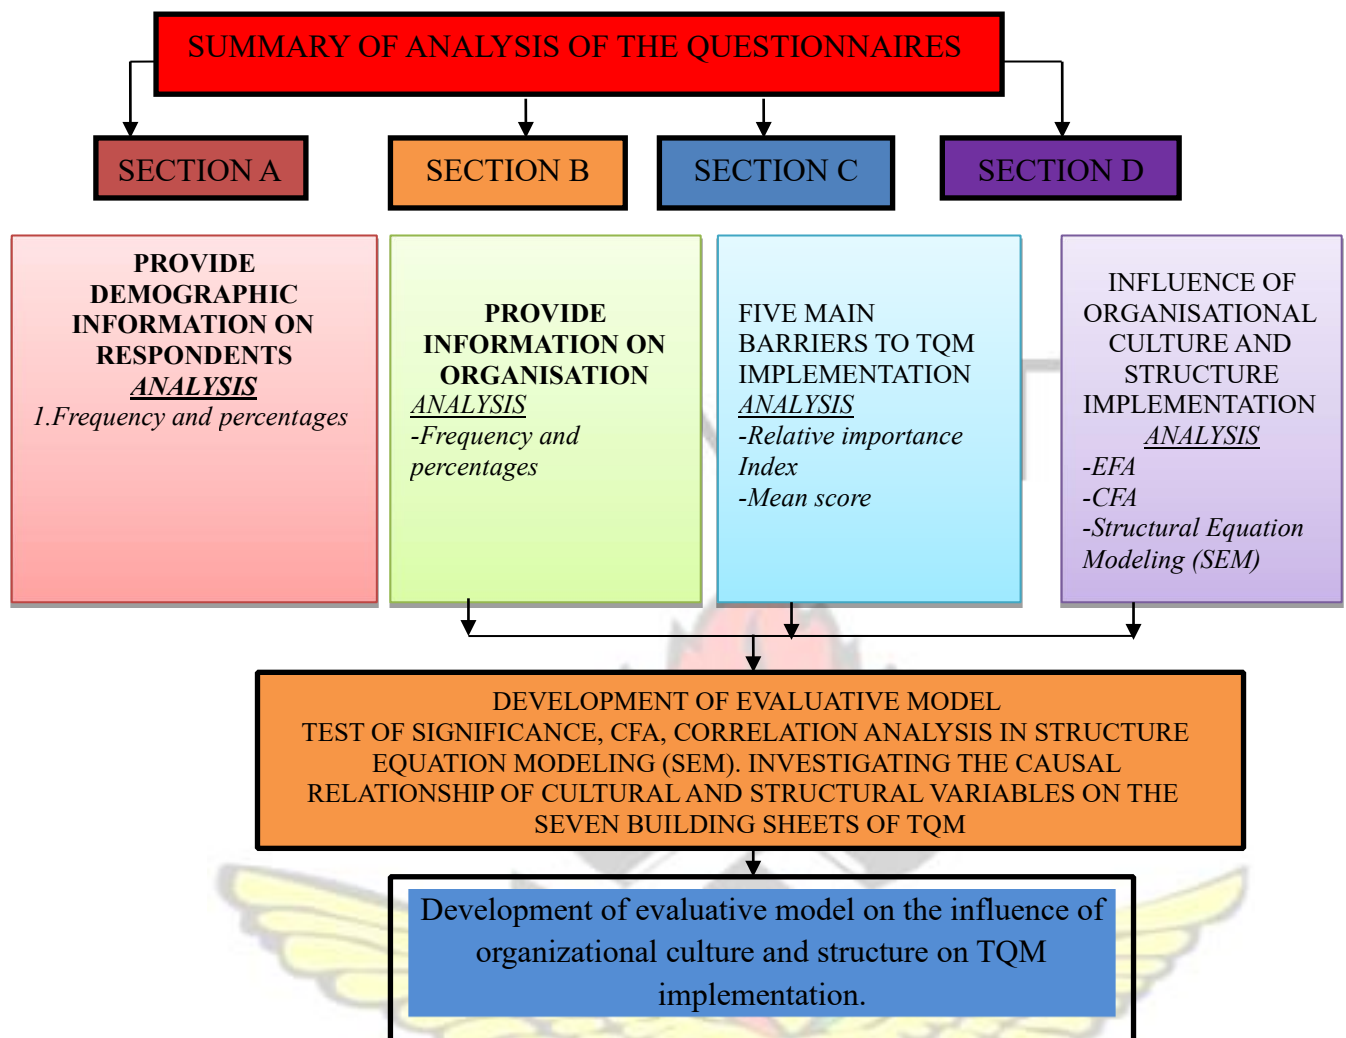 SUMMARY OF ANALYSIS OF THE QUESTIONNAIRES
SECTION A
SECTION B
SECTION C
SECTION D
PROVIDE
DEMOGRAPHIC
INFORMATION ON
RESPONDENTS
ANALYSIS
1.Frequency and percentages
PROVIDE
INFORMATION ON
ORGANISATION
ANALYSIS
-Frequency and
percentages
FIVE MAIN
BARRIERS TO TQM
IMPLEMENTATION
ANALYSIS
-Relative importance
Index
-Mean score
INFLUENCE OF
ORGANISATIONAL
CULTURE AND
STRUCTURE
IMPLEMENTATION
ANALYSIS
-EFA
-CFA
-Structural Equation
Modeling (SEM)
DEVELOPMENT OF EVALUATIVE MODEL
TEST OF SIGNIFICANCE, CFA, CORRELATION ANALYSIS IN STRUCTURE
EQUATION MODELING (SEM). INVESTIGATING THE CAUSAL
RELATIONSHIP OF CULTURAL AND STRUCTURAL VARIABLES ON THE
SEVEN BUILDING SHEETS OF TQM
Development of evaluative model on the influence of
organizational culture and structure on TQM
implementation.